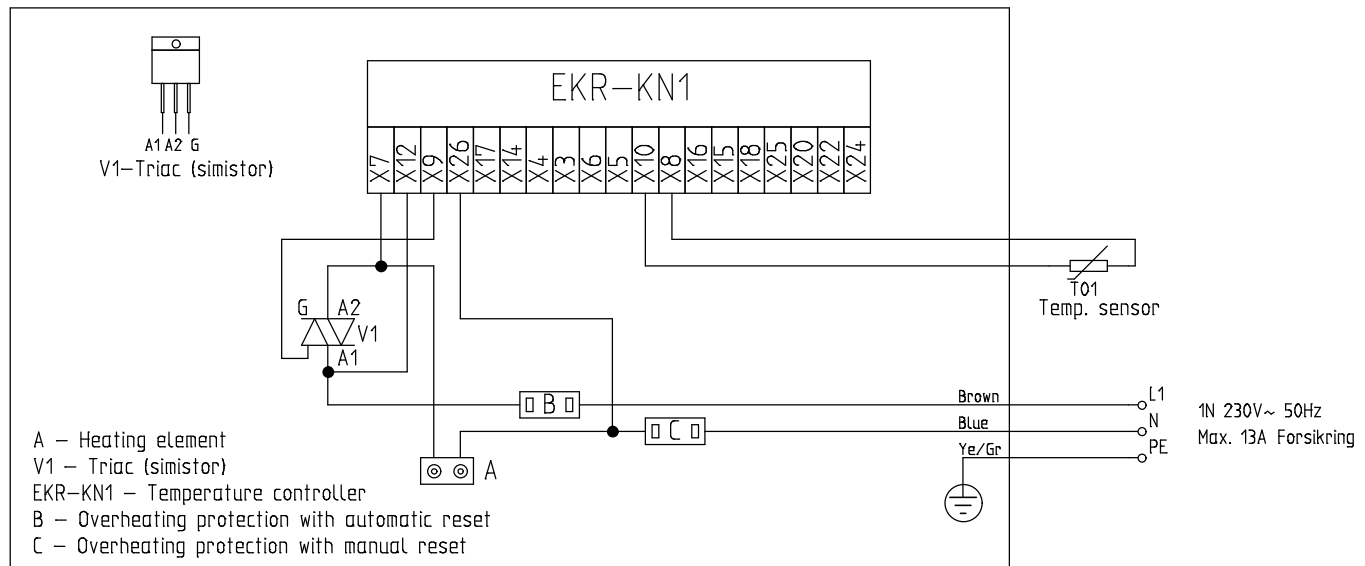 EKR-KN1
X7 X12 X9 X26 X17 X14 X4 X3 X6 X5 X10 X8 X16 X15 X18 X25 X20 X22 X24
A1 A2 G
V1-Triac (simistor)
T01
Temp. sensor
G A2
V1
A1
B
Brown L1
1N 230V~ 50Hz
C
Blue N
Max. 13A Forsikring
Ye/Gr PE
A
A - Heating element
V1 - Triac (simistor)
EKR-KN1 - Temperature controller
B - Overheating protection with automatic reset
C - Overheating protection with manual reset